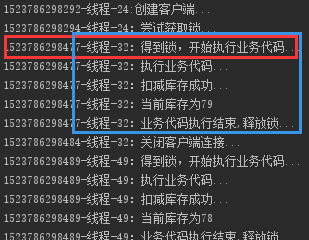 1523786298292-线程-24:创建客户端...
1523786298294-线程-24: 尝试获取锁...
1523786298477-线程-32: 得到锁，开始执行业务代码...
1523786298477-线程-32: 执行业务代码...
1523786298477-线程-32: 扣减库存成功...
1523786298477-线程-32: 当前库存为79
1523786298477-线程-32: 业务代码执行结束,释放锁...
1523786298484-线程-32: 关闭客户端连接...
1523786298489-线程-49: 得到锁，开始执行业务代码...
1523786298489-线程-49: 执行业务代码...
1523786298489-线程-49: 扣减库存成功...
1523786298489-线程-49: 当前库存为78
1523786298489-线程-49: 业务代码执行结束,释放锁...